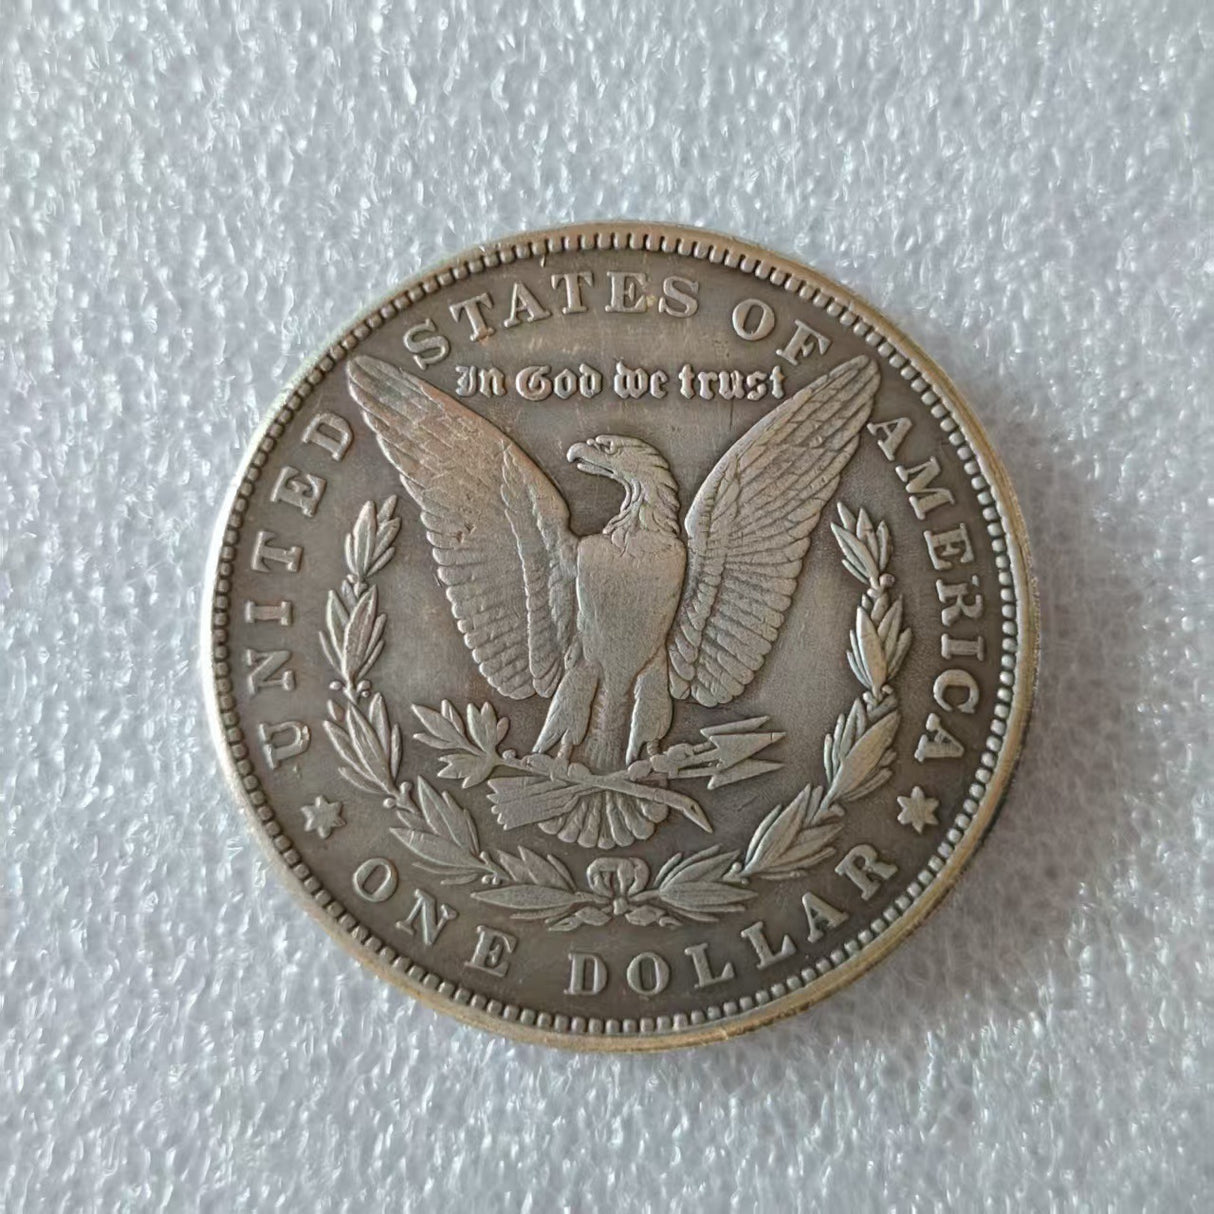 UNITED STATES OF AMERICA
In God we trust
ONE DOLLAR